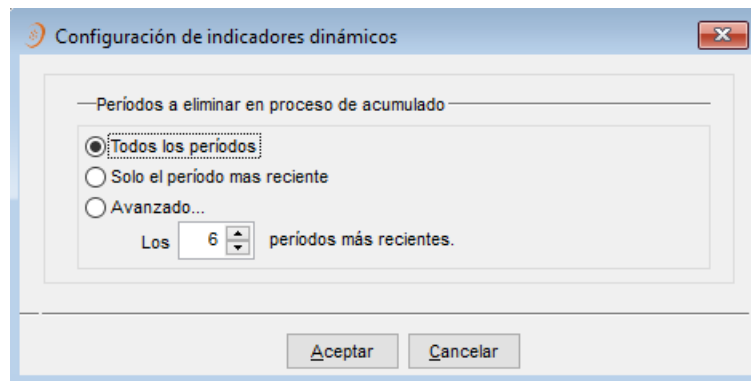 Configuración de indicadores dinámicos
Períodos a eliminar en proceso de acumulado
Todos los períodos
Solo el período mas reciente
Avanzado...
Los 6 períodos más recientes.
Aceptar Cancelar